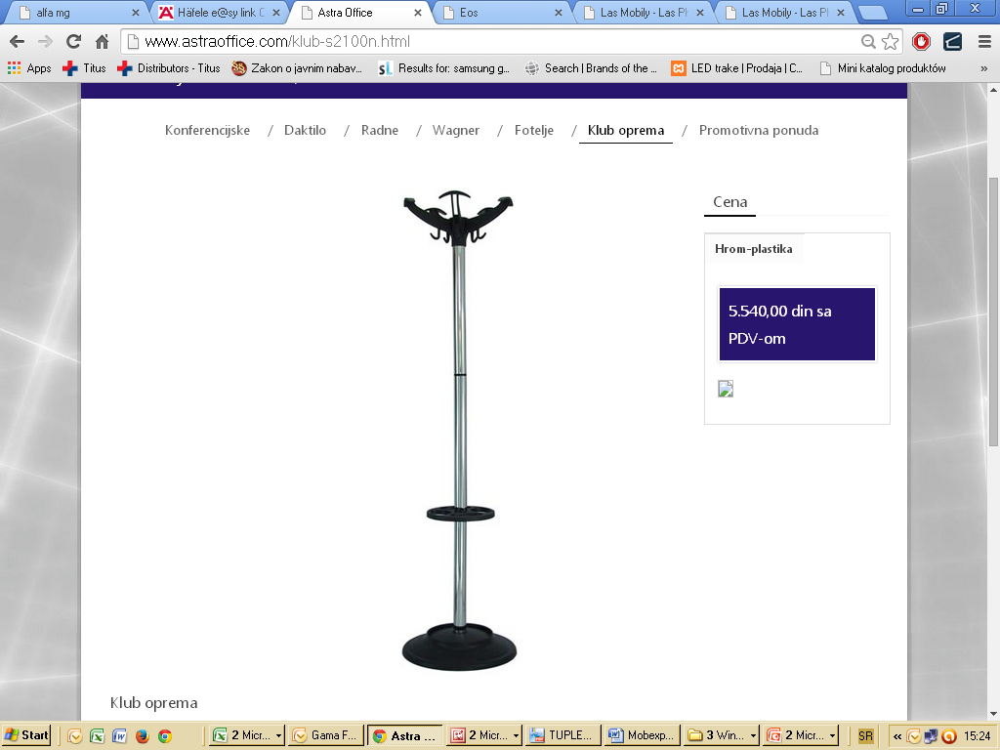 alfa mg
Häfele e@sy link
Astra Office
Eos
Las Mobily - Las
Las Mobily - Las
www.astraoffice.com/klub-s2100n.html
Apps
Titus
Distributors - Titus
Zakon o javnim nabav...
Results for: samsung g...
Search | Brands of the ...
LED trake | Prodaja | C...
Mini katalog produktów
»
Konferencijske / Daktilo / Radne / Wagner / Fotelje / Klub oprema / Promotivna ponuda
Cena
Hrom-plastika
5.540,00 din sa
PDV-om
Klub oprema
Start
2 Micr...
Gama F...
Astra ...
2 Micr...
TUPLE...
Mobexp...
3 Win...
2 Micr...
SR
«
15:24